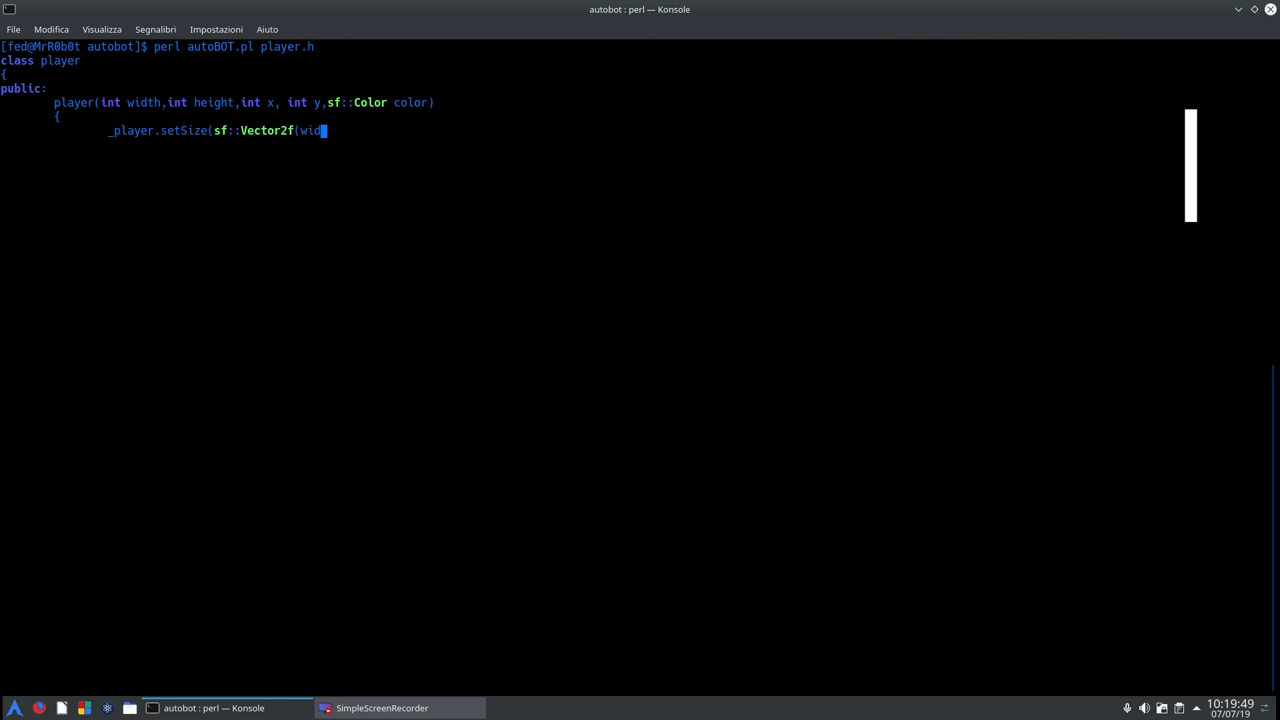 autobot : perl — Konsole
File Modifica Visualizza Segnalibri Impostazioni Aiuto
[fed@MrR0b0t autobot]$ perl autoBOT.pl player.h
class player
{
public:
player(int width,int height,int x, int y,sf::Color color)
{
_player.setSize(sf::Vector2f(wid
autobot : perl — Konsole
SimpleScreenRecorder
10:19:49
07/07/19